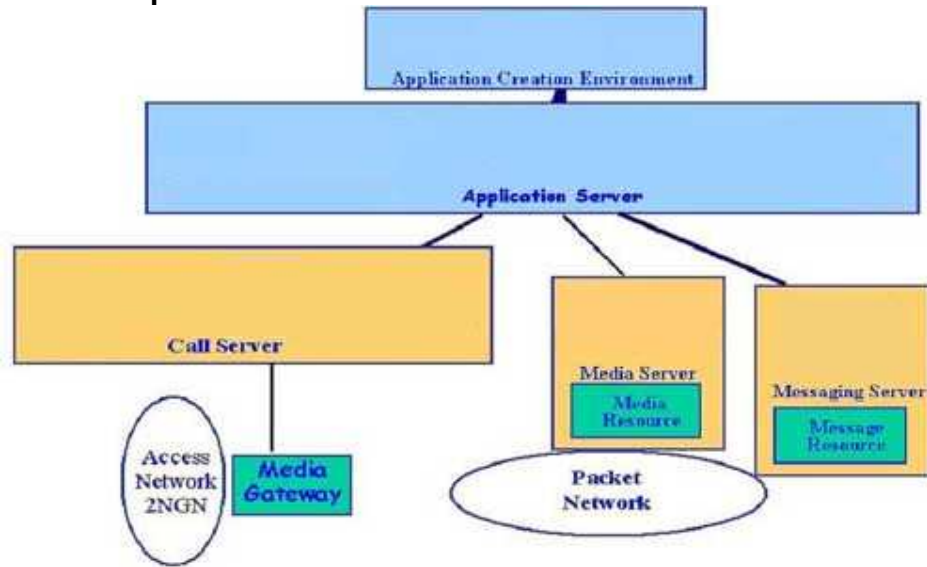 Application Creation Environment
Application Server
Call Server
Media Server
Media
Resource
Messaging Server
Message
Resource
Access
Network
2NGN
Media
Gateway
Packet
Network